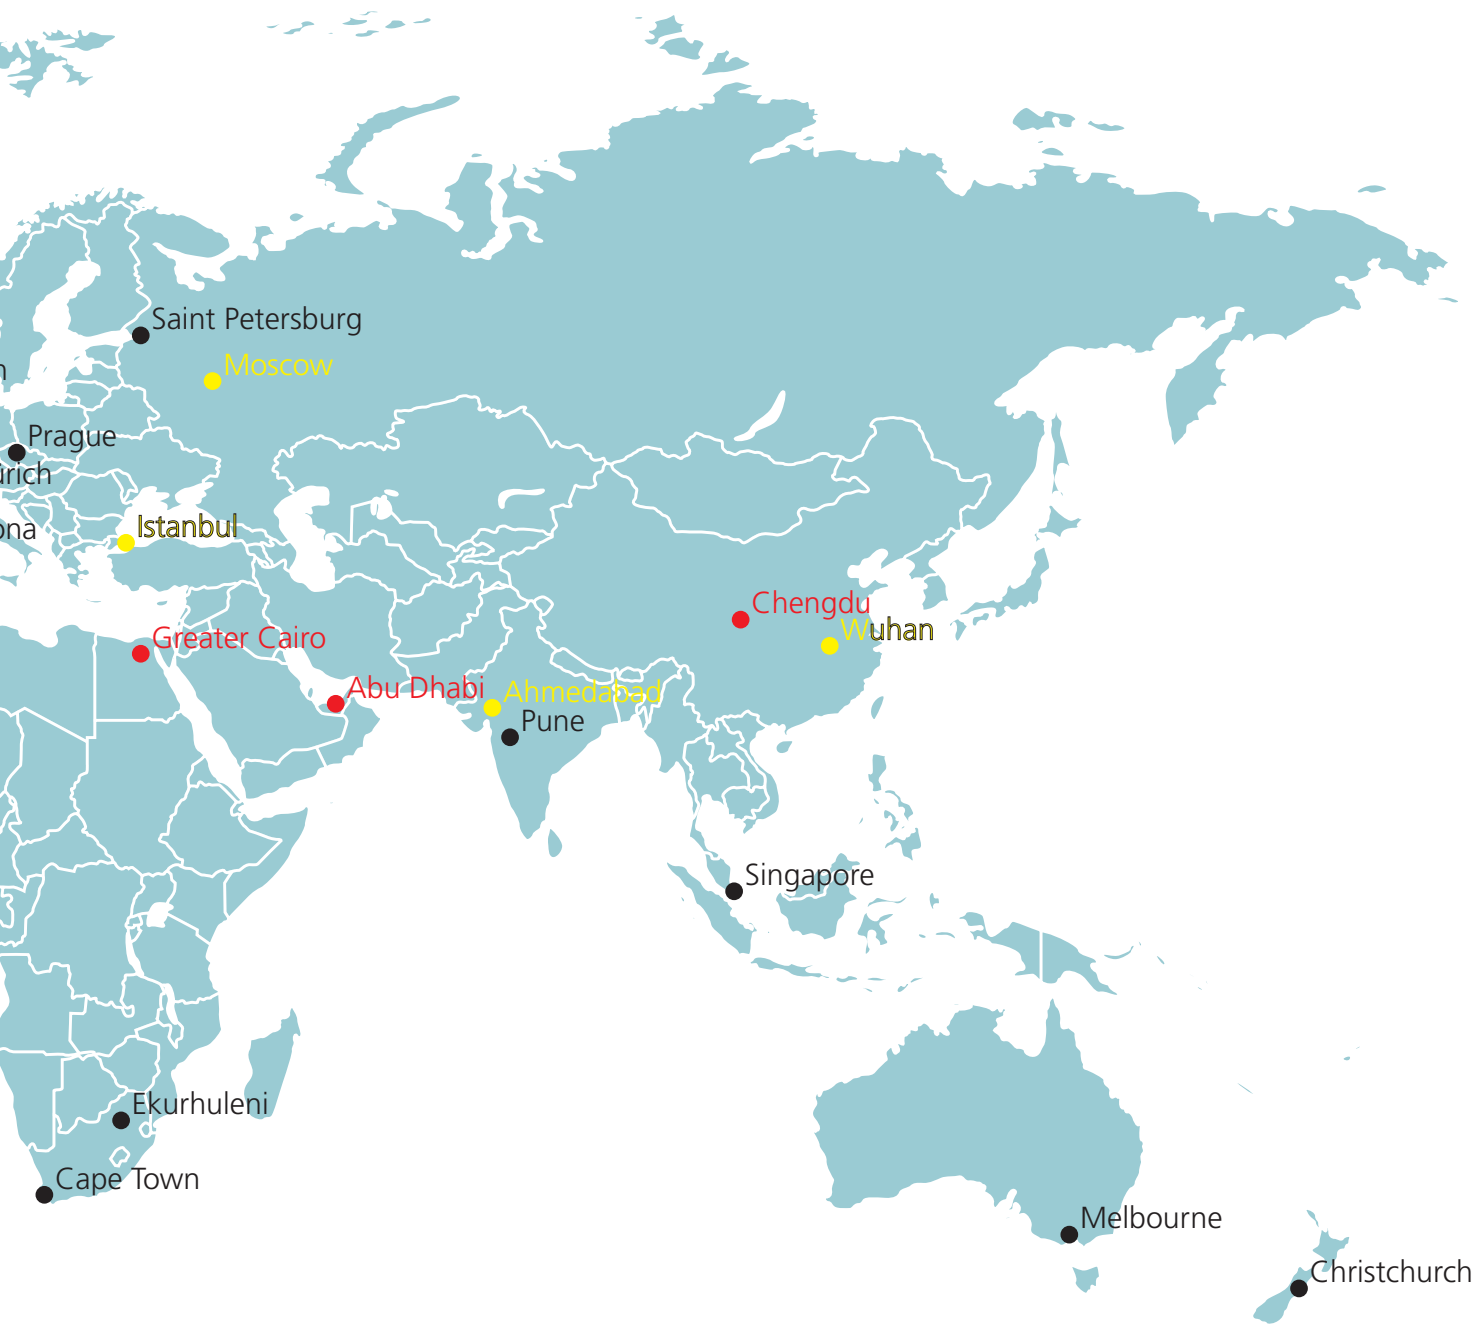 Saint Petersburg
Moscow
Prague
Istanbul
Chengdu
Wuhan
Greater Cairo
Abu Dhabi
Ahmedabad
Pune
Singapore
Ekurhuleni
Cape Town
Melbourne
Christchurch